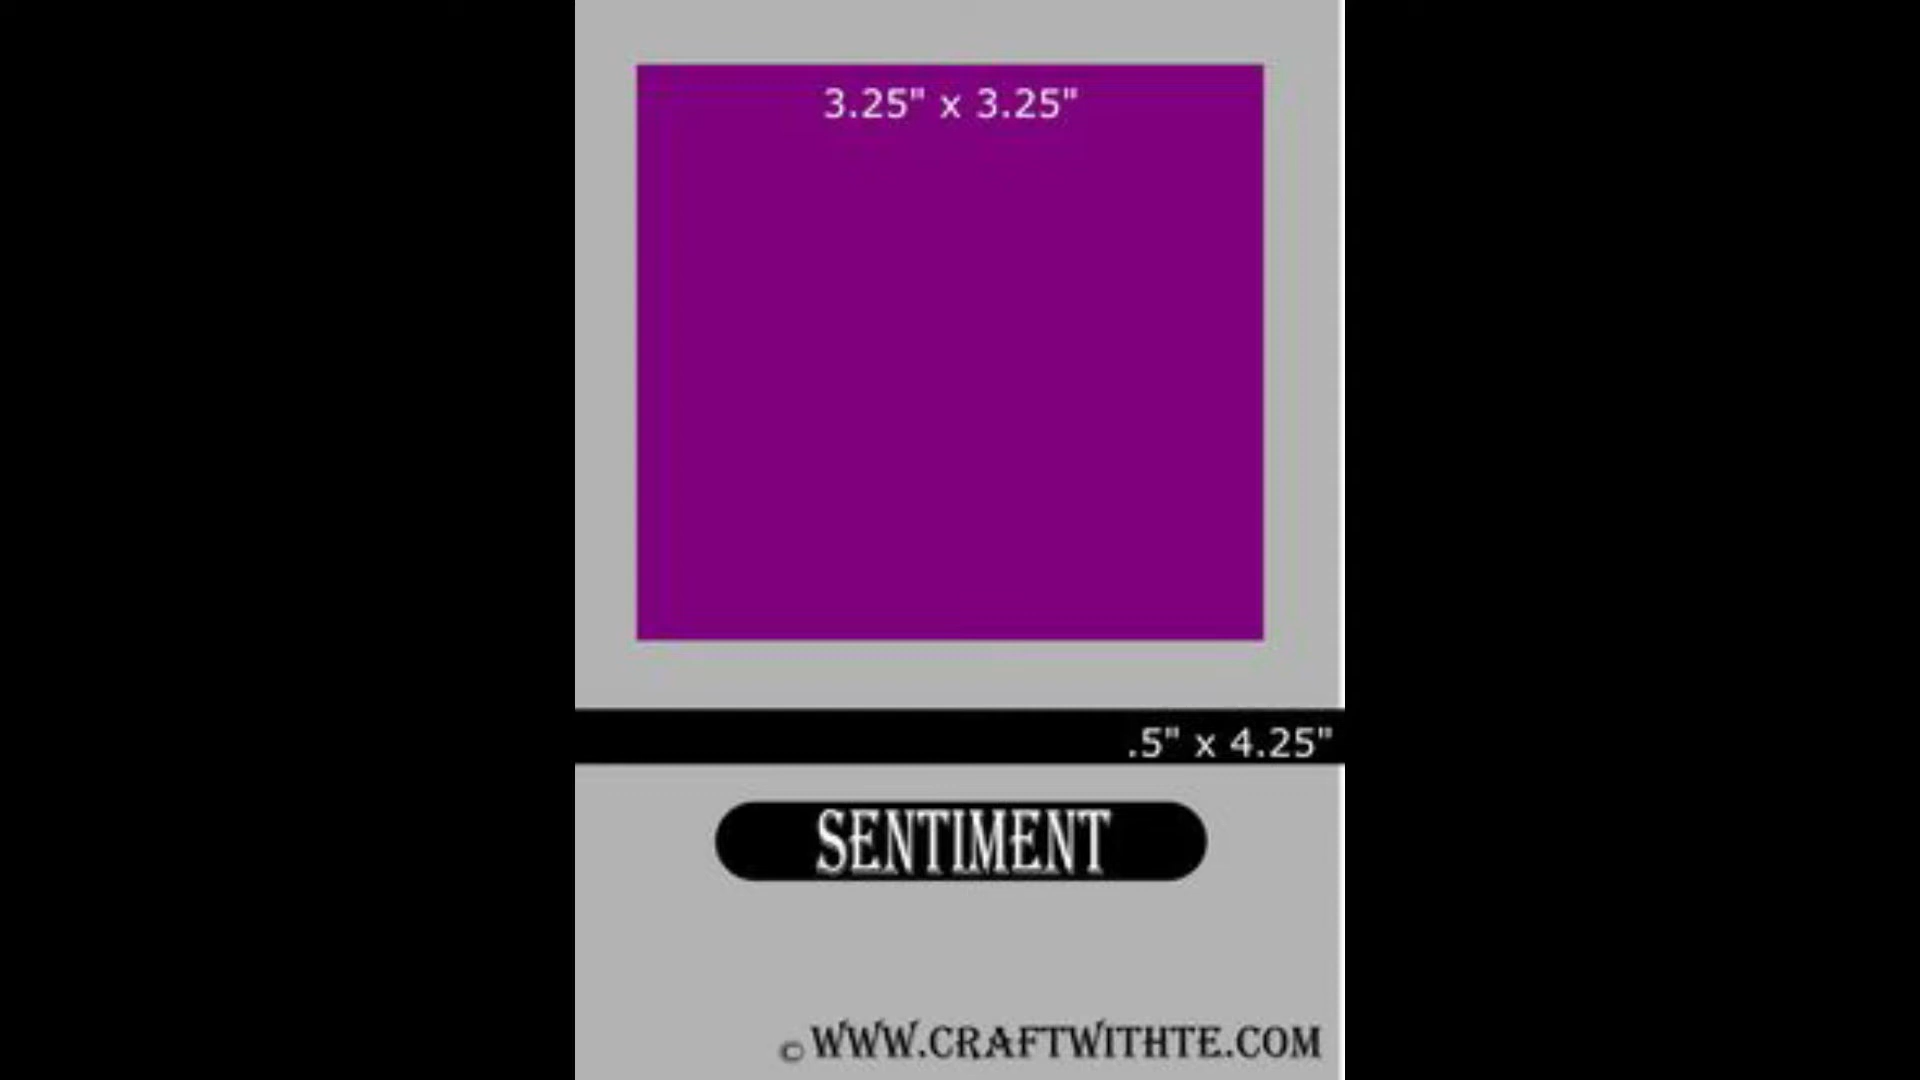 3.25" x 3.25"
.5" x 4.25"
SENTIMENT
© WWW.CRAFTWITHTE.COM